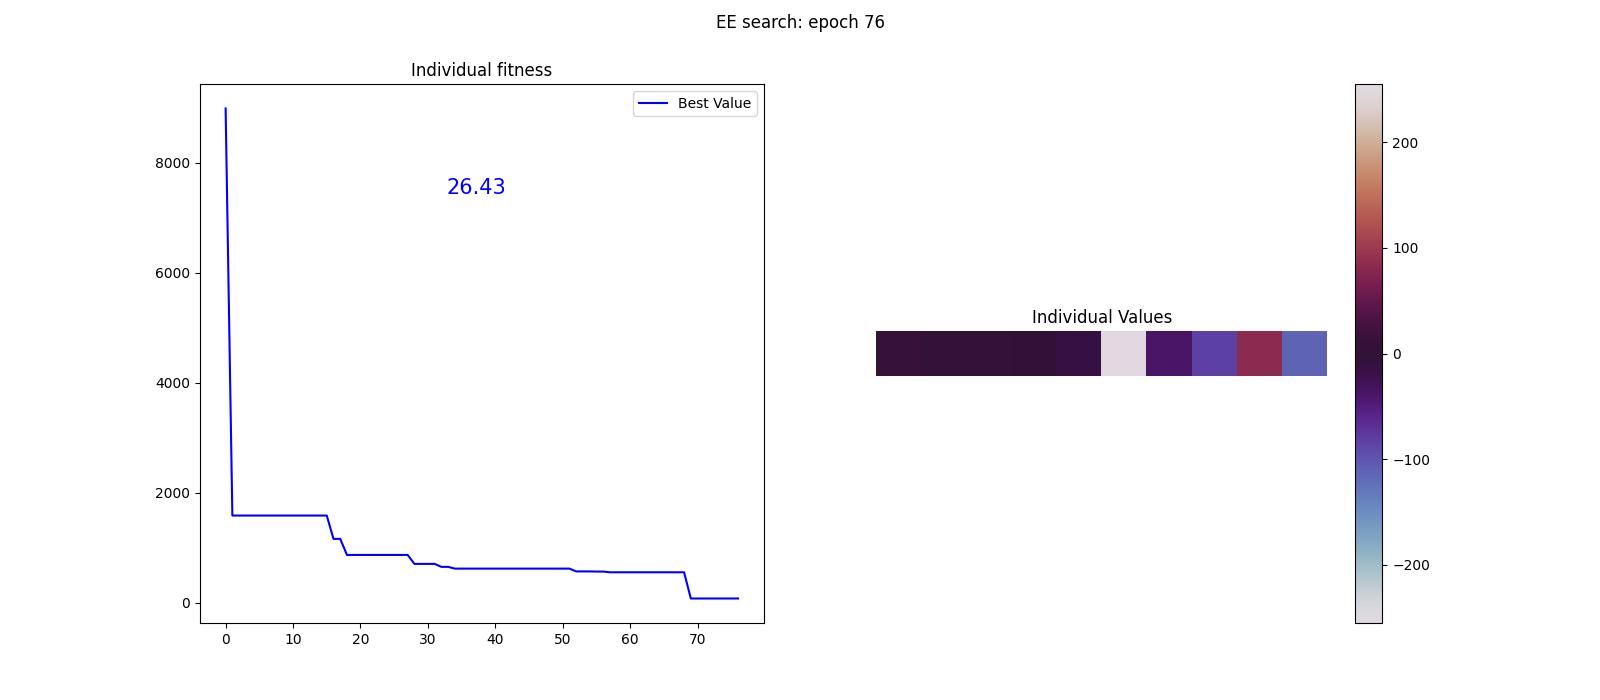 EE search: epoch 76
Individual fitness
Best Value
26.43
8000
6000
4000
2000
0
0 10 20 30 40 50 60 70
Individual Values
200
100
0
−100
−200